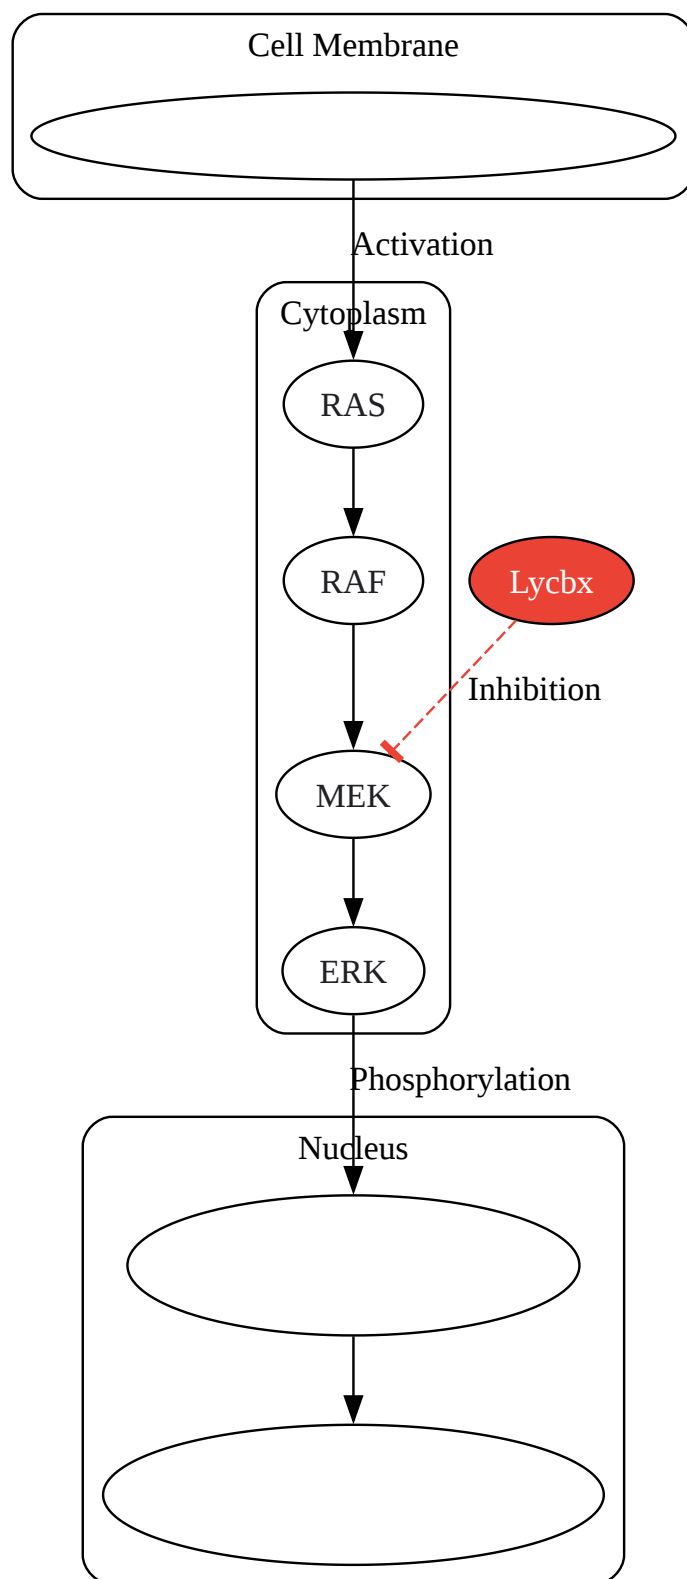 Cell Membrane
Activation
Cytoplasm
RAS
RAF
Lycbx
Inhibition
MEK
ERK
Phosphorylation
Nucleus